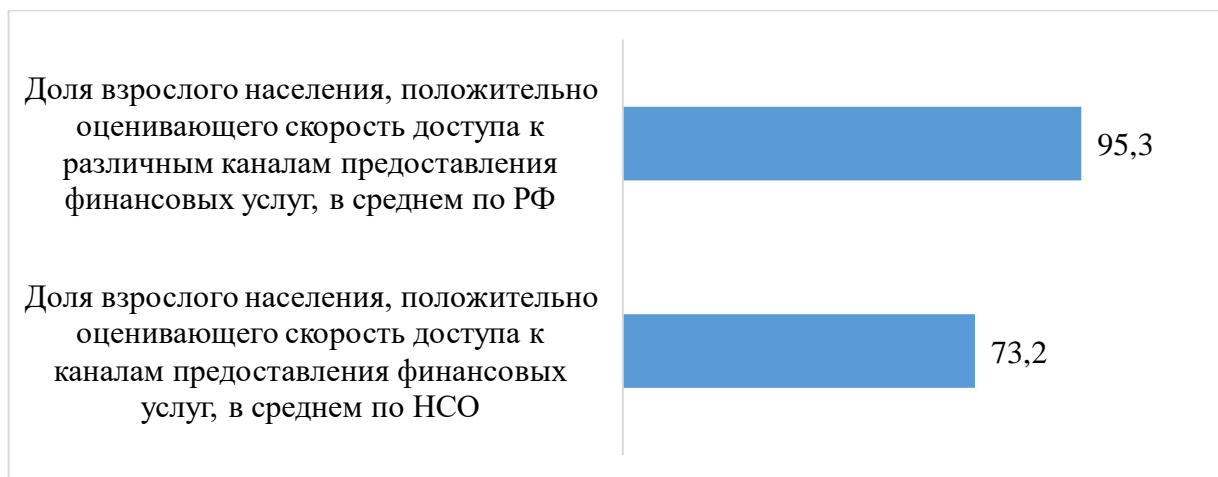 Доля взрослого населения, положительно
оценивающего скорость доступа к
различным каналам предоставления
финансовых услуг, в среднем по РФ
95,3
Доля взрослого населения, положительно
оценивающего скорость доступа к
каналам предоставления финансовых
услуг, в среднем по НСО
73,2